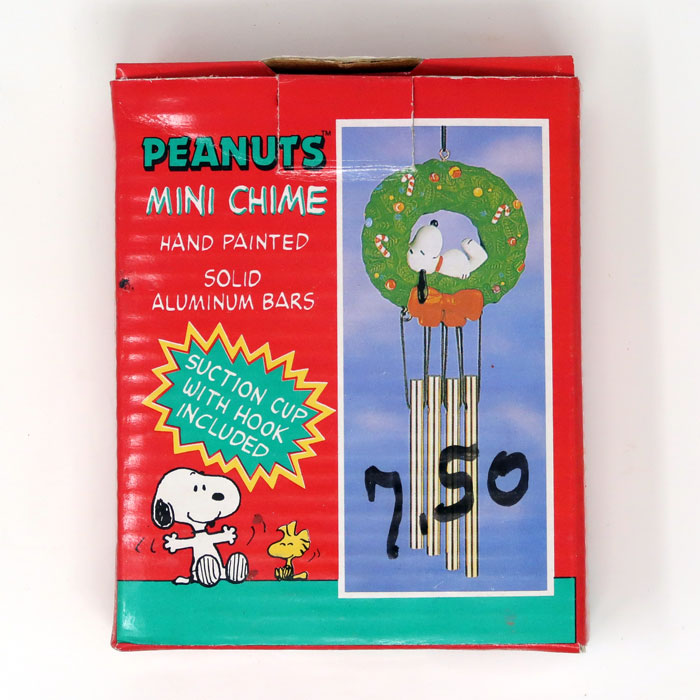 PEANUTS™
MINI CHIME
HAND PAINTED
SOLID
ALUMINUM BARS
SUCTION CUP
WITH HOOK
INCLUDED
7.50